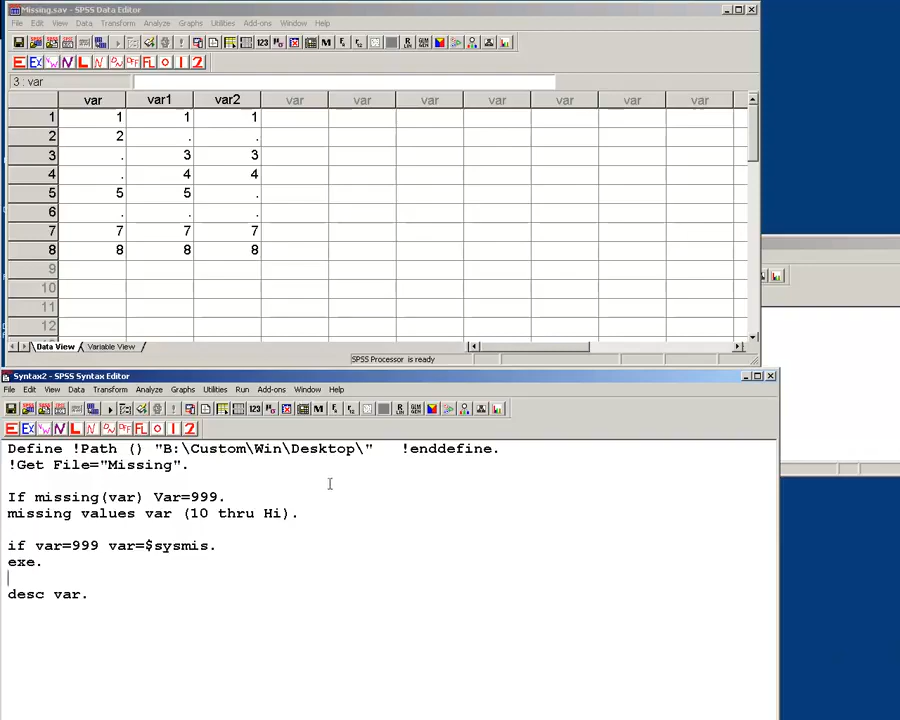 Missing.sav - SPSS Data Editor
File Edit View Data Transform Analyze Graphs Utilities Add-ons Window Help
3 : var
var var1 var2 var var var var var var var
1 1 1 1
2 2 . .
3 . 3 3
4 . 4 4
5 5 5 .
6 . . .
7 7 7 7
8 8 8 8
9
10
11
12
Data View Variable View
SPSS Processor is ready
Syntax2 - SPSS Syntax Editor
File Edit View Data Transform Analyze Graphs Utilities Run Add-ons Window Help
Define !Path () "B:\Custom\Win\Desktop\" !enddefine.
!Get File="Missing".
If missing(var) Var=999.
missing values var (10 thru Hi).
if var=999 var=$sysmis.
exe.
desc var.